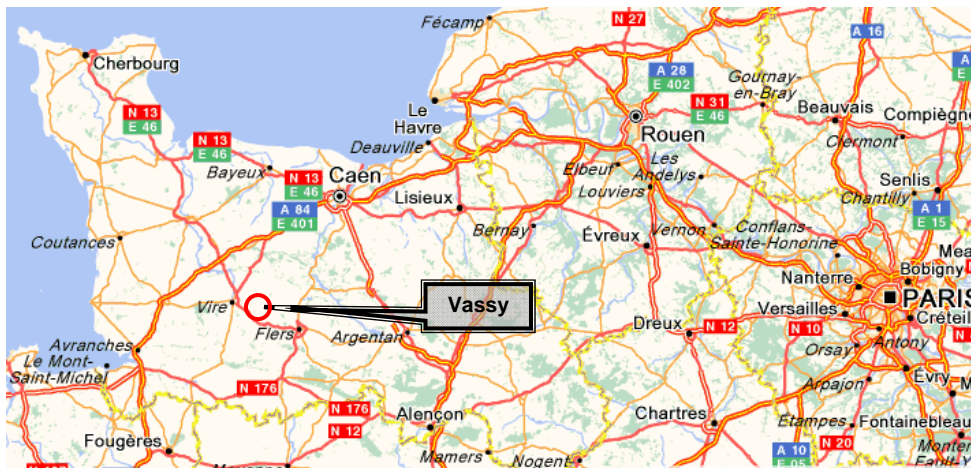 Fécamp
N 27
A 16
Cherbourg
A 28
E 402
Gournay-
en-Bray
N 13
E 46
Le
Havre
N 31
E 46
Beauvais
Compiègne
Rouen
Clermont
N 13
E 46
Deauville
Bayeux
N 13
E 46
Caen
Elbeuf
Les
Andelys
Louviers
Senlis
Chantilly
Lisieux
A 84
E 401
A 1
E 15
Coutances
Bernay
Évreux
Vernon
Conflans-
Sainte-Honorine
Mea
Nanterre
Bobigny
Vire
Vassy
PARIS
Versailles
Créteil
Flers
Argentan
Dreux
N 12
N 10
Antony
Orsay
Avranches
Le Mont-
Saint-Michel
N 176
Arpajon
Évry
N 176
N 12
Alençon
Chartres
Étampes
Fontainebleau
Fougères
Mamers
Nogent
N 20
A 10